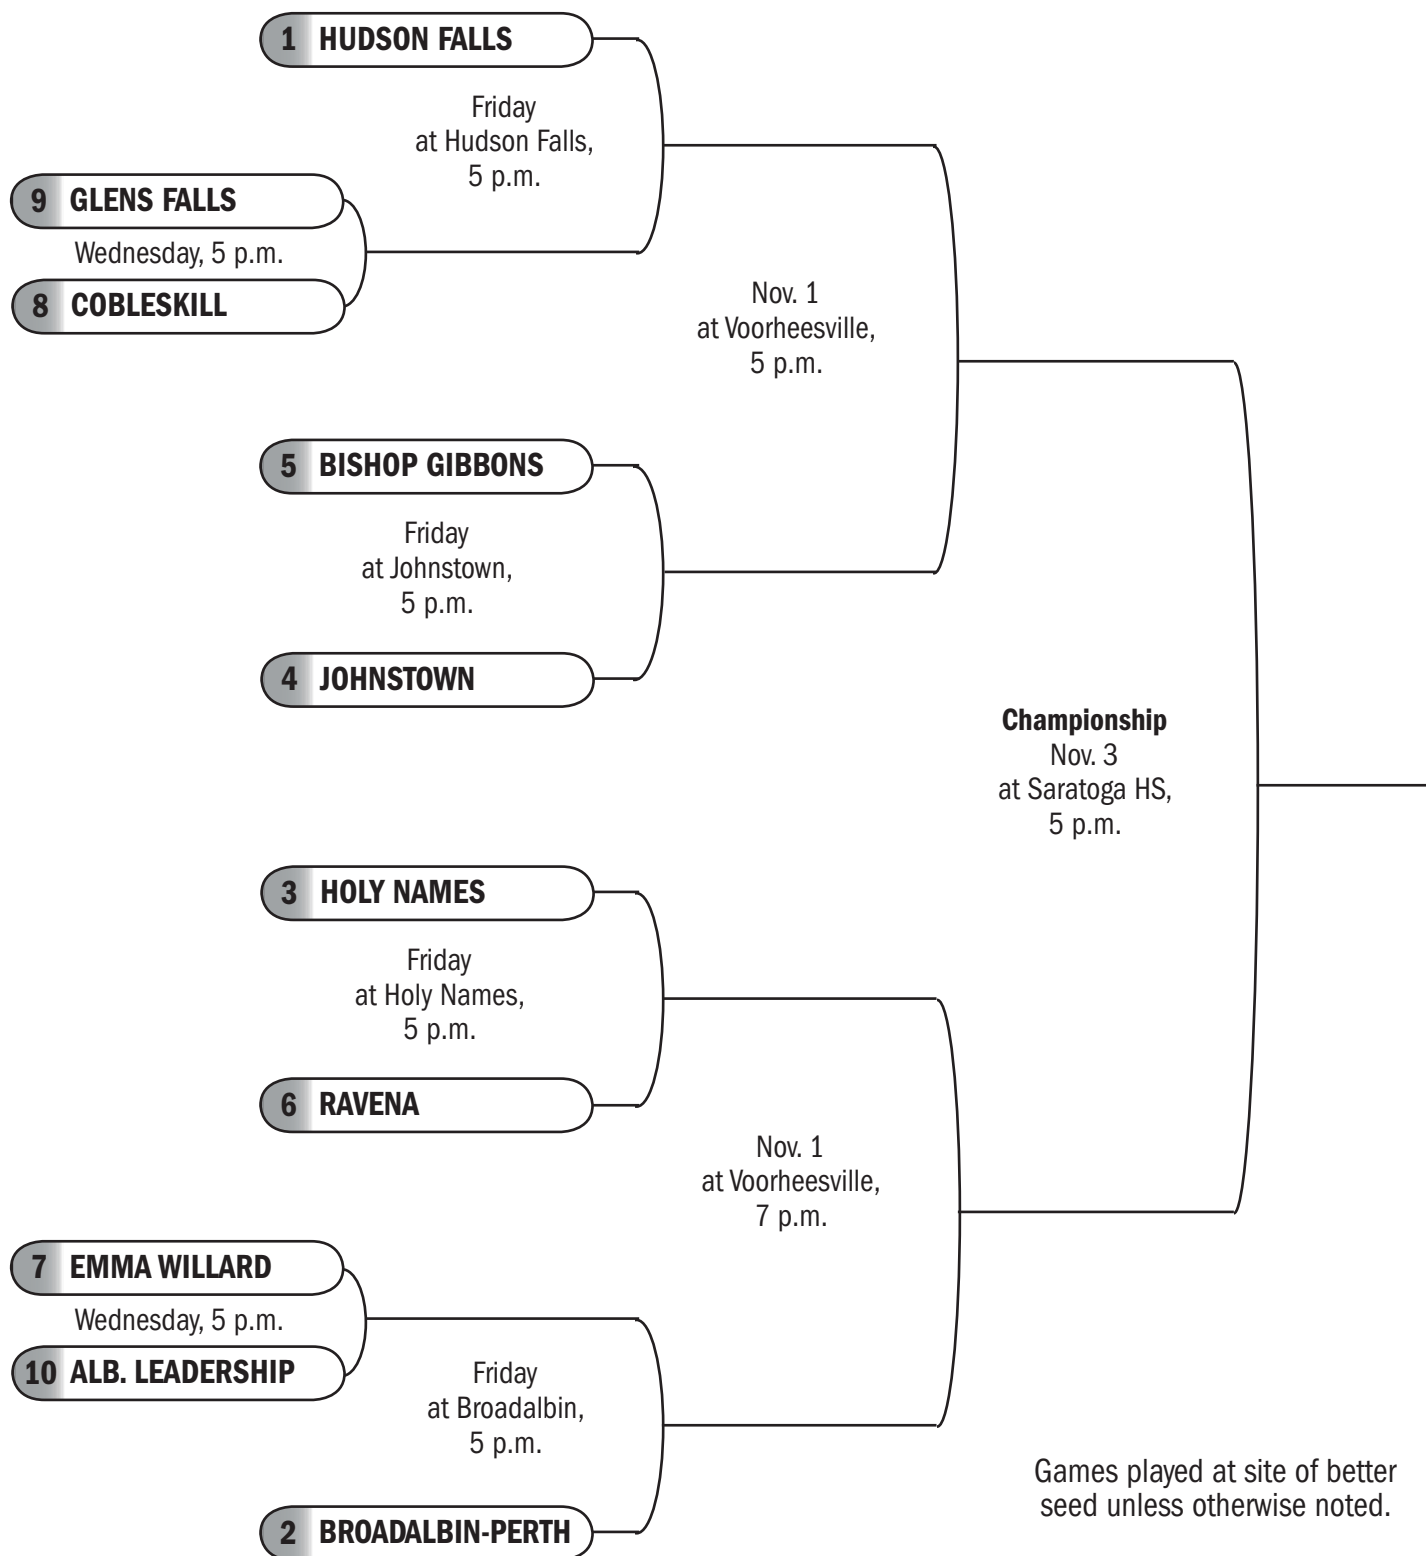 1 HUDSON FALLS
Friday
at Hudson Falls,
5 p.m.
9 GLENS FALLS
Wednesday, 5 p.m.
8 COBLESKILL
Nov. 1
at Voorheesville,
5 p.m.
5 BISHOP GIBBONS
Friday
at Johnstown,
5 p.m.
4 JOHNSTOWN
Championship
Nov. 3
at Saratoga HS,
5 p.m.
3 HOLY NAMES
Friday
at Holy Names,
5 p.m.
6 RAVENA
Nov. 1
at Voorheesville,
7 p.m.
7 EMMA WILLARD
Wednesday, 5 p.m.
10 ALB. LEADERSHIP
Friday
at Broadalbin,
5 p.m.
2 BROADALBIN-PERTH
Games played at site of better
seed unless otherwise noted.